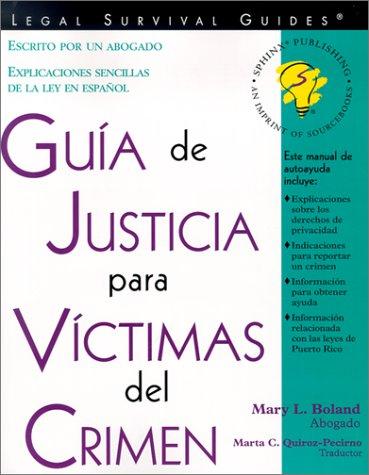 LEGAL SURVIVAL GUIDES®
ESCRITO POR UN ABOGADO
EXPLICACIONES SENCILLAS
DE LA LEY EN ESPAÑOL
SPHINX® PUBLISHING
AN IMPRINT OF SOURCEBOOKS
GUÍA de
JUSTICIA
para
VÍCTIMAS
del
CRIMEN
Este manual de
autoayuda
incluye:
♦Explicaciones
sobre los
derechos de
privacidad
♦Indicaciones
para reportar
un crimen
♦Información
para obtener
ayuda
♦Información
relacionada
con las leyes de
Puerto Rico
Mary L. Boland
Abogado
Marta C. Quiroz-Pecirno
Traductor